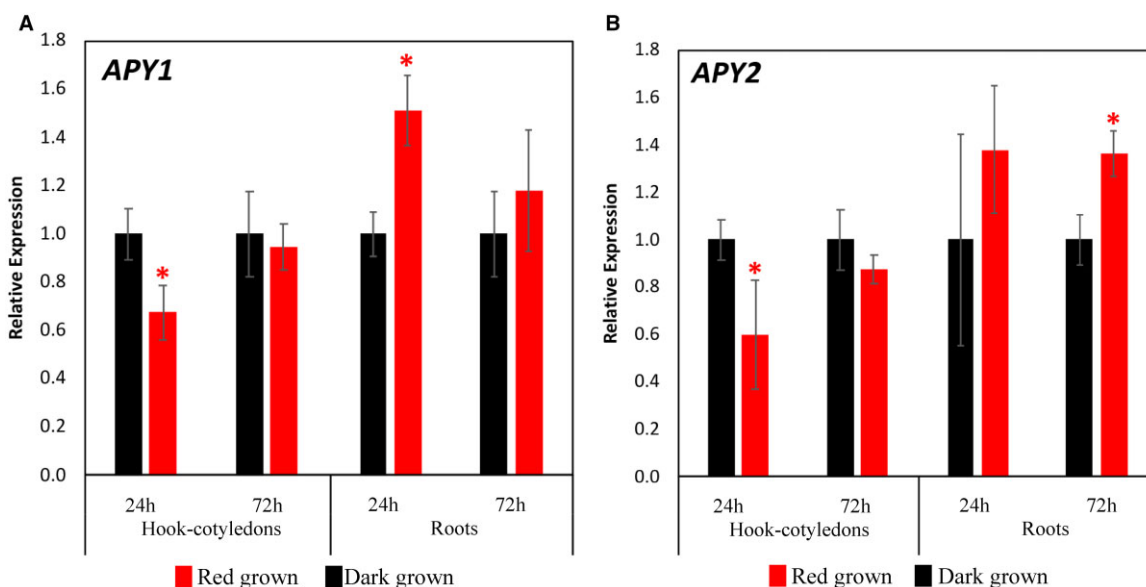 A
APY1
Relative Expression
1.8
1.6
1.4
1.2
1.0
0.8
0.6
0.4
0.2
0.0
*
*
24h 72h 24h 72h
Hook-cotyledons Roots
Red grown Dark grown
B
APY2
Relative Expression
1.8
1.6
1.4
1.2
1.0
0.8
0.6
0.4
0.2
0.0
*
*
24h 72h 24h 72h
Hook-cotyledons Roots
Red grown Dark grown